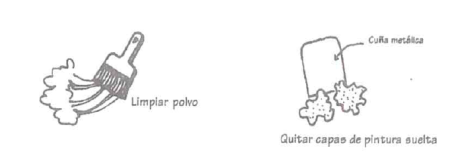 Cuña metálica
Limpiar polvo
Quitar capas de pintura suelta